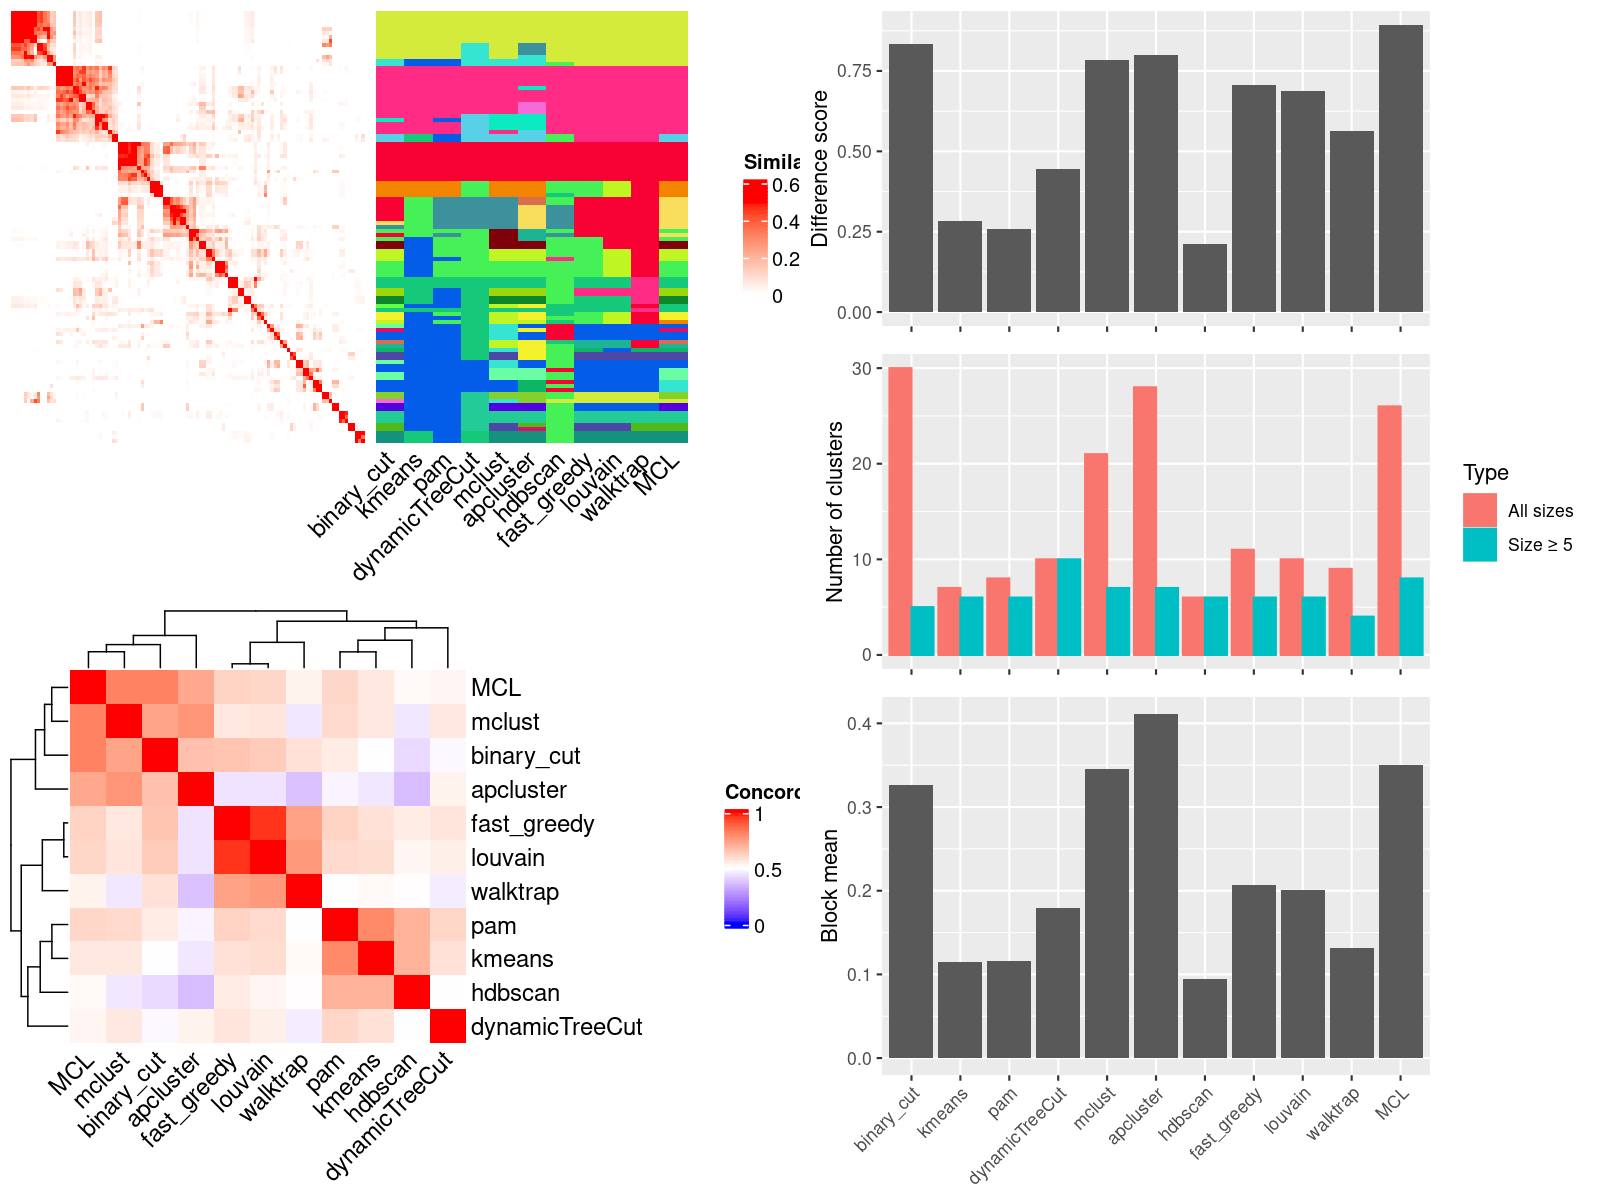 Simila
0.6
0.4
0.2
0
binary_cut
kmeans
pam
dynamicTreeCut
mclust
apcluster
hdbscan
fast_greedy
louvain
walktrap
MCL
Difference score
0.75
0.50
0.25
0.00
Number of clusters
30
20
10
0
Type
All sizes
Size ≥ 5
MCL
mclust
binary_cut
apcluster
fast_greedy
louvain
walktrap
pam
kmeans
hdbscan
dynamicTreeCut
MCL
mclust
binary_cut
apcluster
fast_greedy
louvain
walktrap
pam
kmeans
hdbscan
dynamicTreeCut
Concord
1
0.5
0
Block mean
0.4
0.3
0.2
0.1
0.0
binary_cut
kmeans
pam
dynamicTreeCut
mclust
apcluster
hdbscan
fast_greedy
louvain
walktrap
MCL